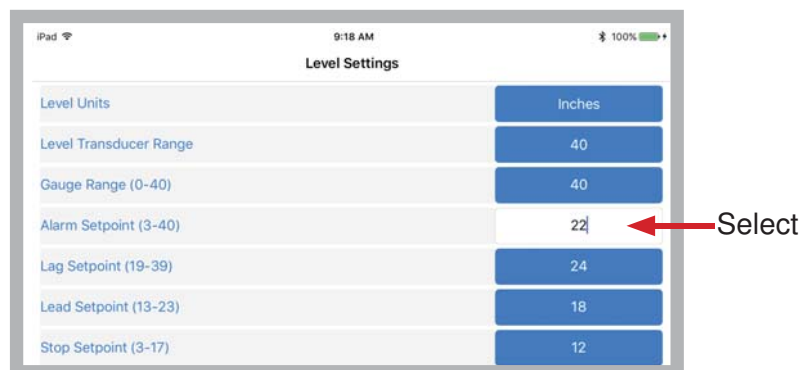 iPad 9:18 AM 100%
Level Settings
Level Units Inches
Level Transducer Range 40
Gauge Range (0-40) 40
Alarm Setpoint (3-40) 22 Select
Lag Setpoint (19-39) 24
Lead Setpoint (13-23) 18
Stop Setpoint (3-17) 12